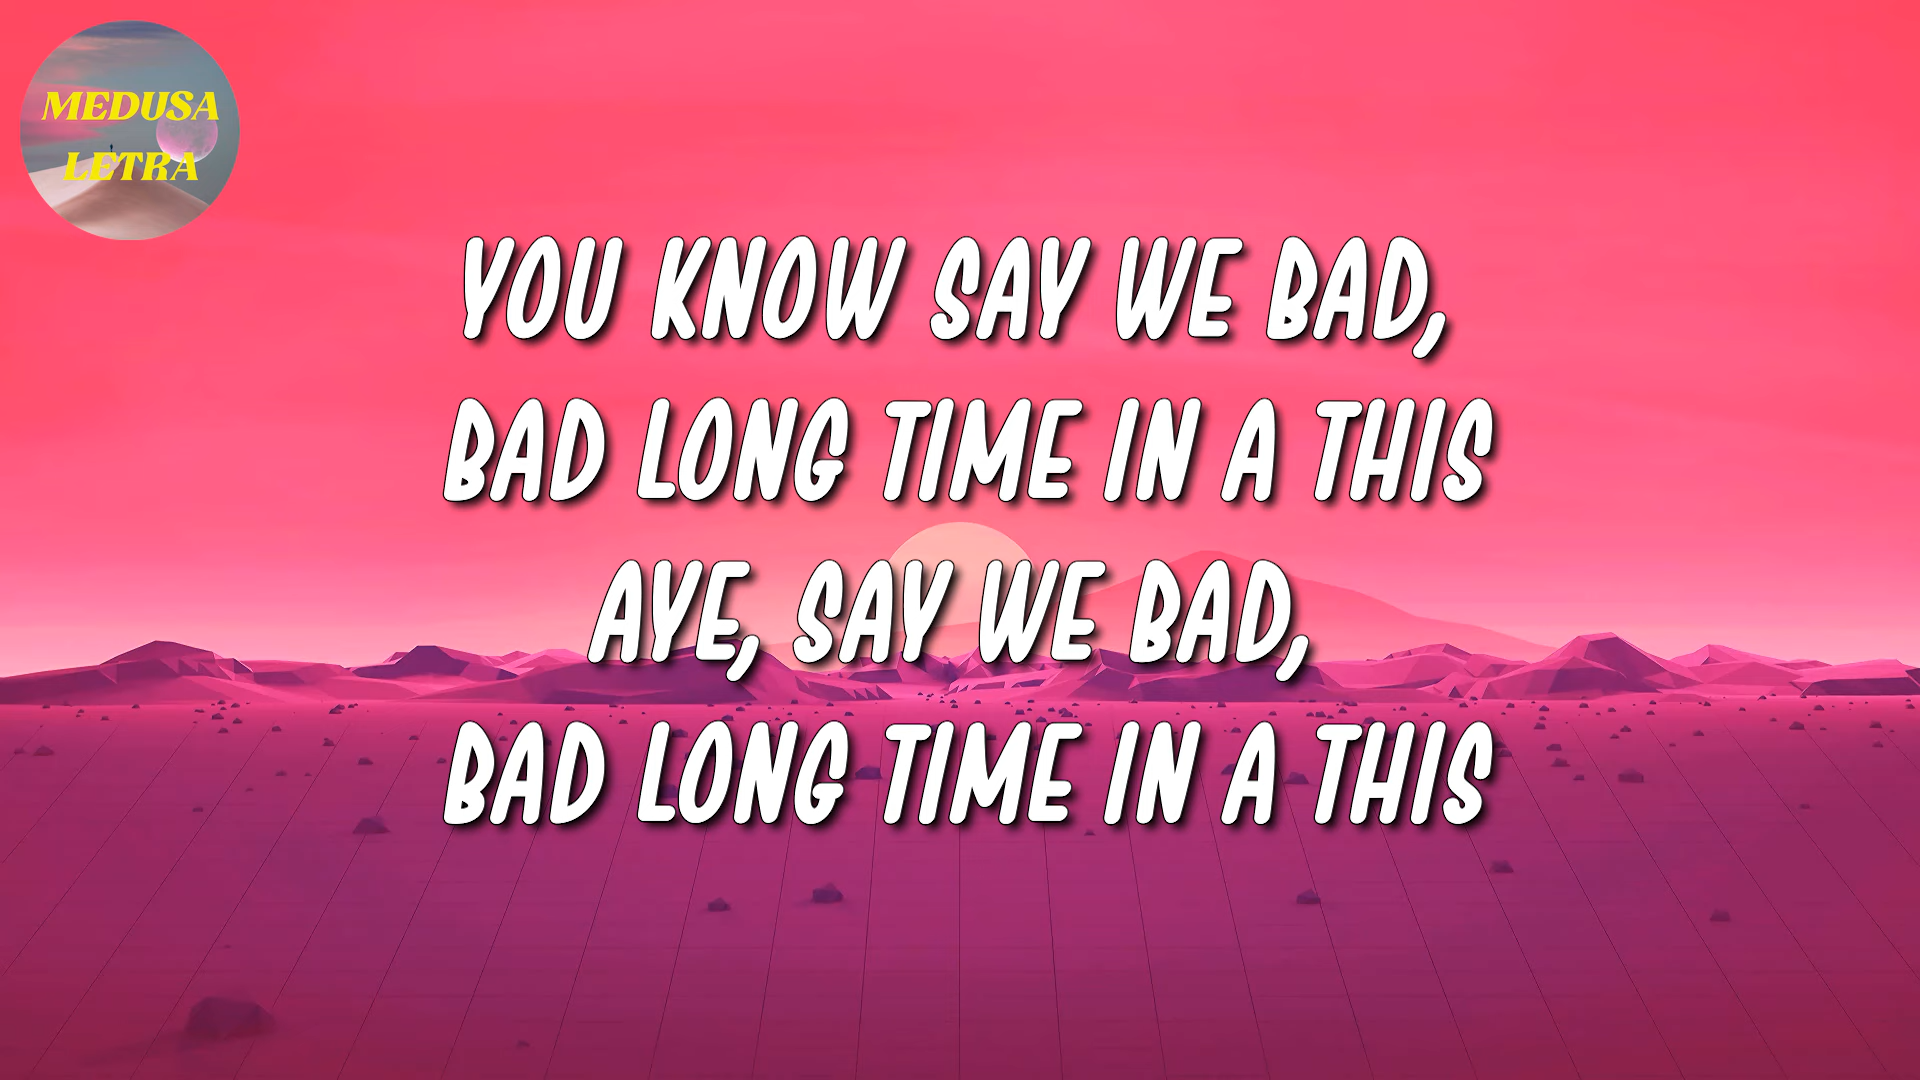 MEDUSA
LETRA
YOU KNOW SAY WE BAD,
BAD LONG TIME IN A THIS
AYE, SAY WE BAD,
BAD LONG TIME IN A THIS